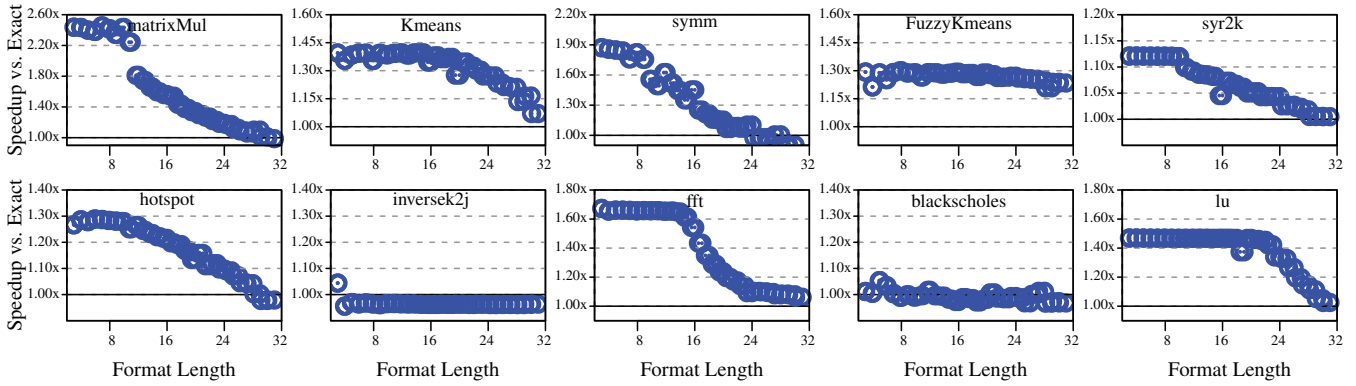 Speedup vs. Exact
matrixMul
2.60x
2.20x
1.80x
1.40x
1.00x
8 16 24 32
Kmeans
1.60x
1.45x
1.30x
1.15x
1.00x
8 16 24 32
symm
2.20x
1.90x
1.60x
1.30x
1.00x
8 16 24 32
FuzzyKmeans
1.60x
1.45x
1.30x
1.15x
1.00x
8 16 24 32
syr2k
1.20x
1.15x
1.10x
1.05x
1.00x
8 16 24 32
Speedup vs. Exact
hotspot
1.40x
1.30x
1.20x
1.10x
1.00x
8 16 24 32
Format Length
inversek2j
1.40x
1.30x
1.20x
1.10x
1.00x
8 16 24 32
Format Length
fft
1.80x
1.60x
1.40x
1.20x
1.00x
8 16 24 32
Format Length
blackscholes
1.40x
1.30x
1.20x
1.10x
1.00x
8 16 24 32
Format Length
lu
1.80x
1.60x
1.40x
1.20x
1.00x
8 16 24 32
Format Length